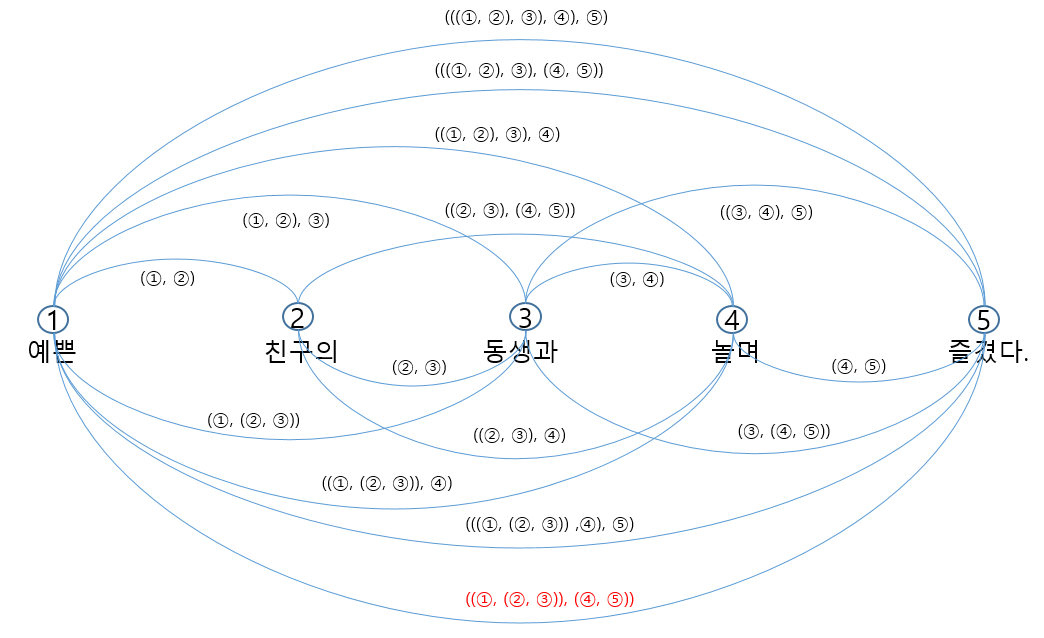 (((①, ②), ③), ④), ⑤)
(((①, ②), ③), (④, ⑤))
((①, ②), ③), ④)
((②, ③), (④, ⑤))
((③, ④), ⑤)
(①, ②), ③)
(①, ②)
(③, ④)
1 2 3 4 5
예쁜 친구의 동생과 놀며 즐겼다.
(②, ③)
(④, ⑤)
(①, (②, ③))
((②, ③), ④)
(③, (④, ⑤))
((①, (②, ③)), ④)
(((①, (②, ③)) ,④), ⑤)
((①, (②, ③)), (④, ⑤))